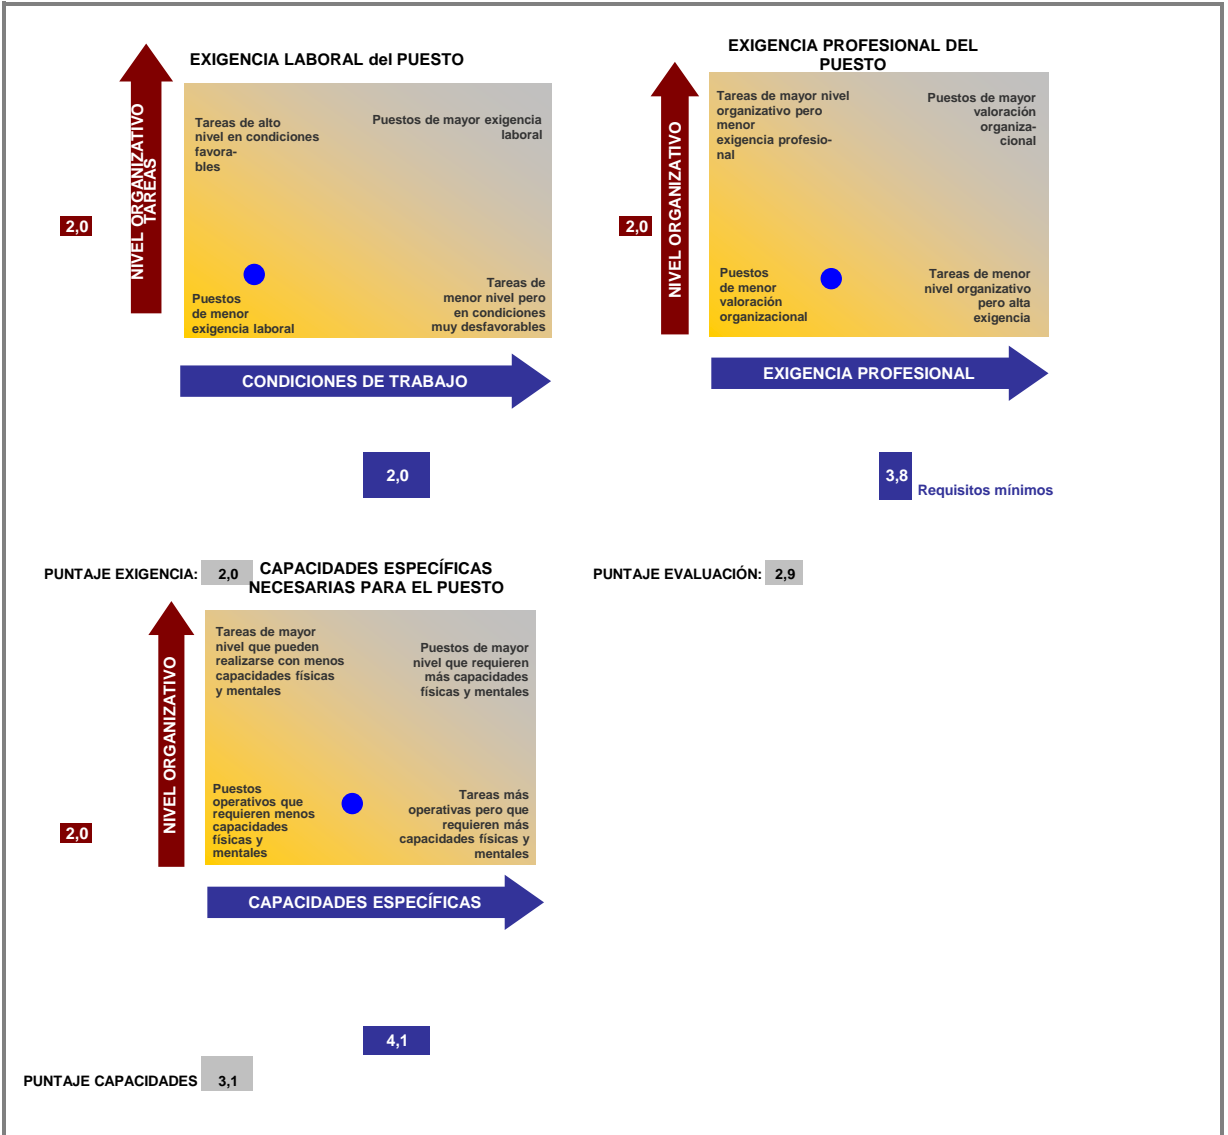 EXIGENCIA LABORAL del PUESTO
NIVEL ORGANIZATIVO
TAREAS
Tareas de alto
nivel en condiciones
favora-
bles
Puestos de mayor exigencia
laboral
2,0
Puestos
de menor
exigencia laboral
Tareas de
menor nivel pero
en condiciones
muy desfavorables
CONDICIONES DE TRABAJO
2,0
PUNTAJE EXIGENCIA: 2,0
EXIGENCIA PROFESIONAL DEL
PUESTO
NIVEL ORGANIZATIVO
Tareas de mayor nivel
organizativo pero
menor
exigencia profesio-
nal
Puestos de mayor
valoración
organiza-
cional
2,0
Puestos
de menor
valoración
organizacional
Tareas de menor
nivel organizativo
pero alta
exigencia
EXIGENCIA PROFESIONAL
3,8
Requisitos mínimos
PUNTAJE EVALUACIÓN: 2,9
CAPACIDADES ESPECÍFICAS
NECESARIAS PARA EL PUESTO
NIVEL ORGANIZATIVO
Tareas de mayor
nivel que pueden
realizarse con menos
capacidades físicas
y mentales
Puestos de mayor
nivel que requieren
más capacidades
físicas y mentales
2,0
Puestos
operativos que
requieren menos
capacidades
físicas y
mentales
Tareas más
operativas pero que
requieren más
capacidades físicas y
mentales
CAPACIDADES ESPECÍFICAS
4,1
PUNTAJE CAPACIDADES 3,1